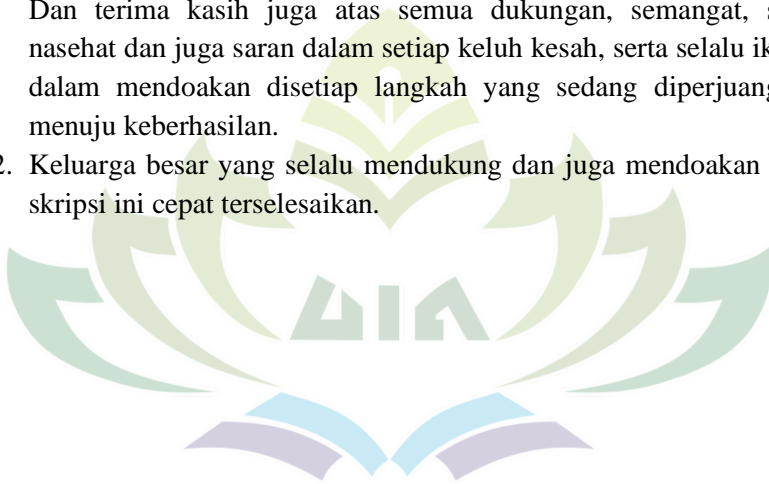 Dan terima kasih juga atas semua dukungan, semangat,
nasehat dan juga saran dalam setiap keluh kesah, serta selalu
dalam mendoakan disetiap langkah yang sedang
menuju keberhasilan.
2. Keluarga besar yang selalu mendukung dan juga mendoakan
skripsi ini cepat terselesaikan.
UIN